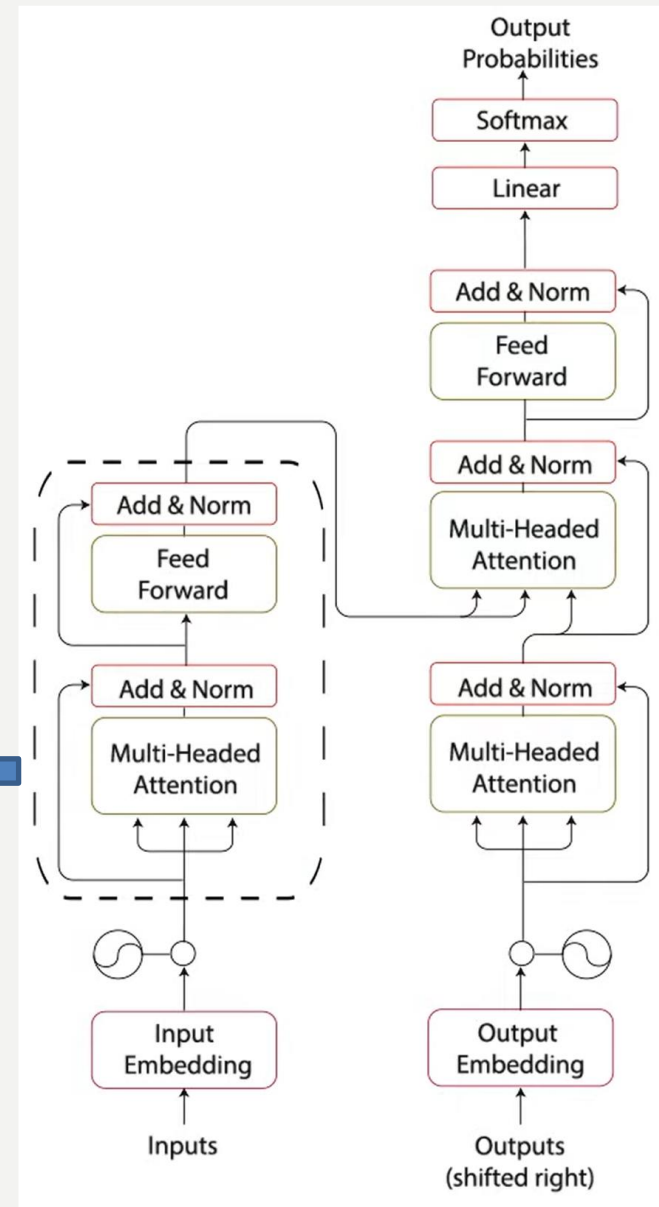 Output
Probabilities
Softmax
Linear
Add & Norm
Feed
Forward
Add & Norm
Multi-Headed
Attention
Add & Norm
Multi-Headed
Attention
Add & Norm
Feed
Forward
Add & Norm
Multi-Headed
Attention
Input
Embedding
Inputs
Output
Embedding
Outputs
(shifted right)